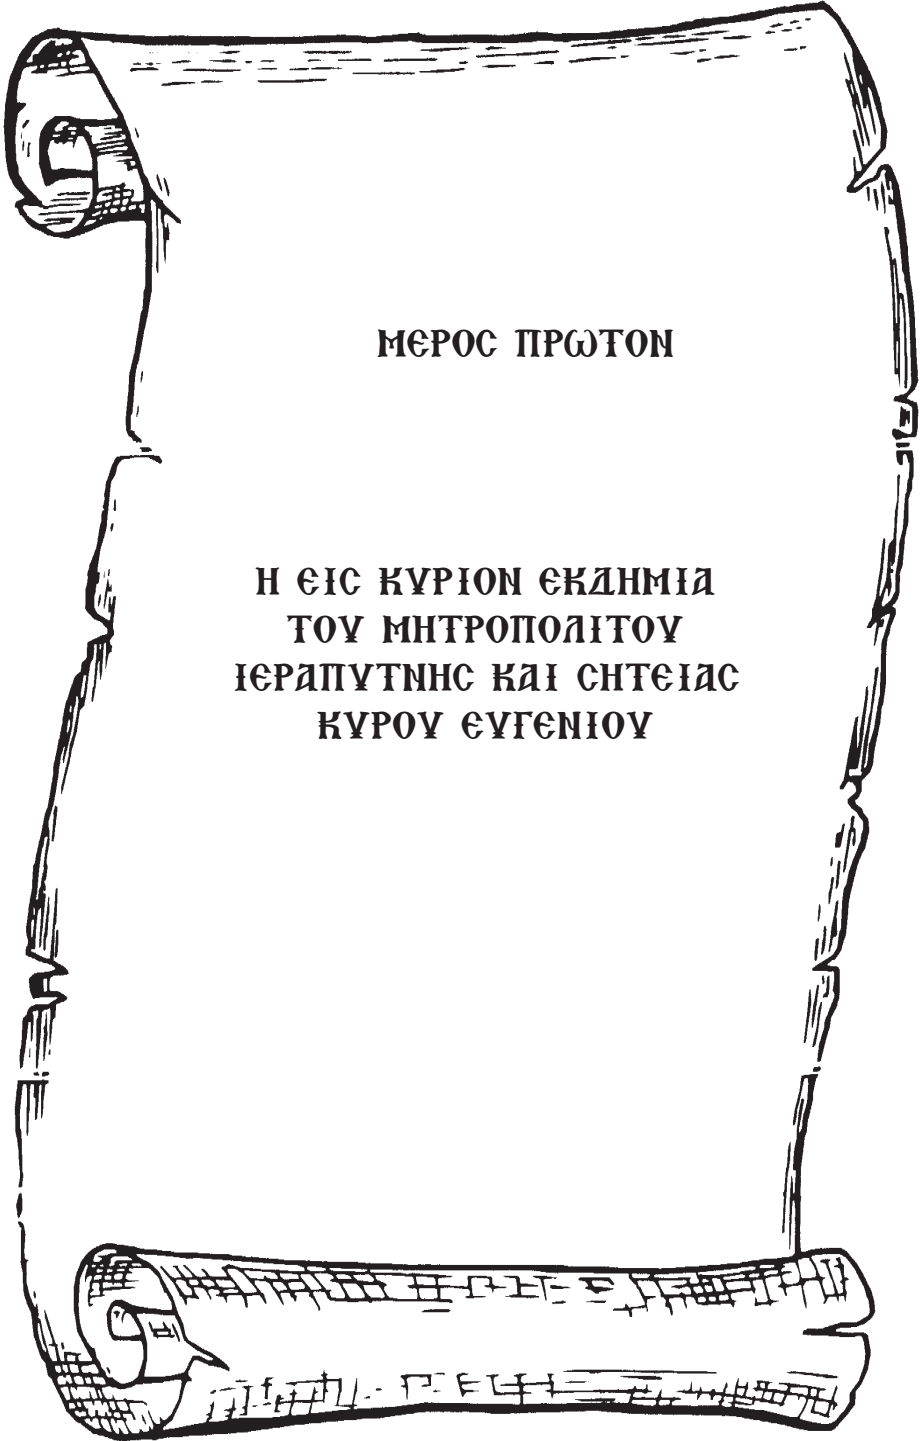 ΜΕΡΟΣ ΠΡΩΤΟΝ
Η ΕΙΣ ΚΥΡΙΟΝ ΕΚΔΗΜΙΑ
ΤΟΥ ΜΗΤΡΟΠΟΛΙΤΟΥ
ΙΕΡΑΠΥΤΝΗΣ ΚΑΙ ΣΗΤΕΙΑΣ
ΚΥΡΟΥ ΕΥΓΕΝΙΟΥ